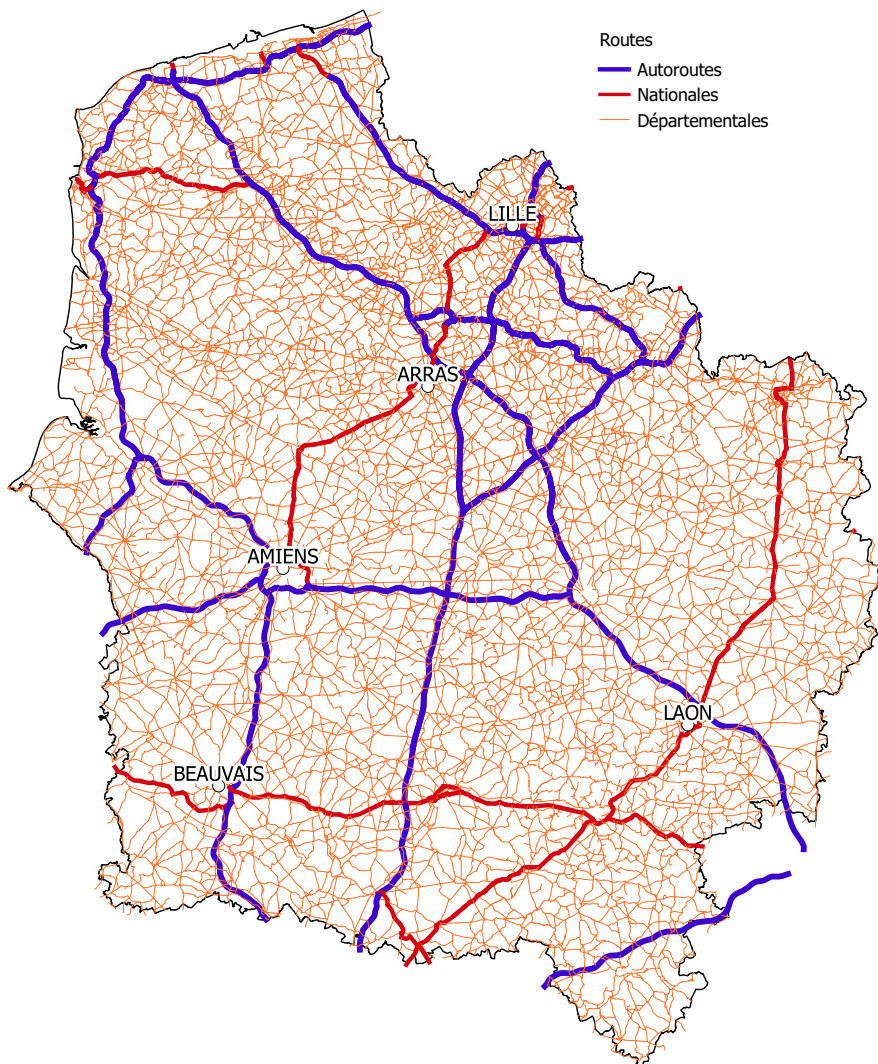 Routes
Autoroutes
Nationales
Départementales
LILLE
ARRAS
AMIENS
LAON
BEAUVAIS